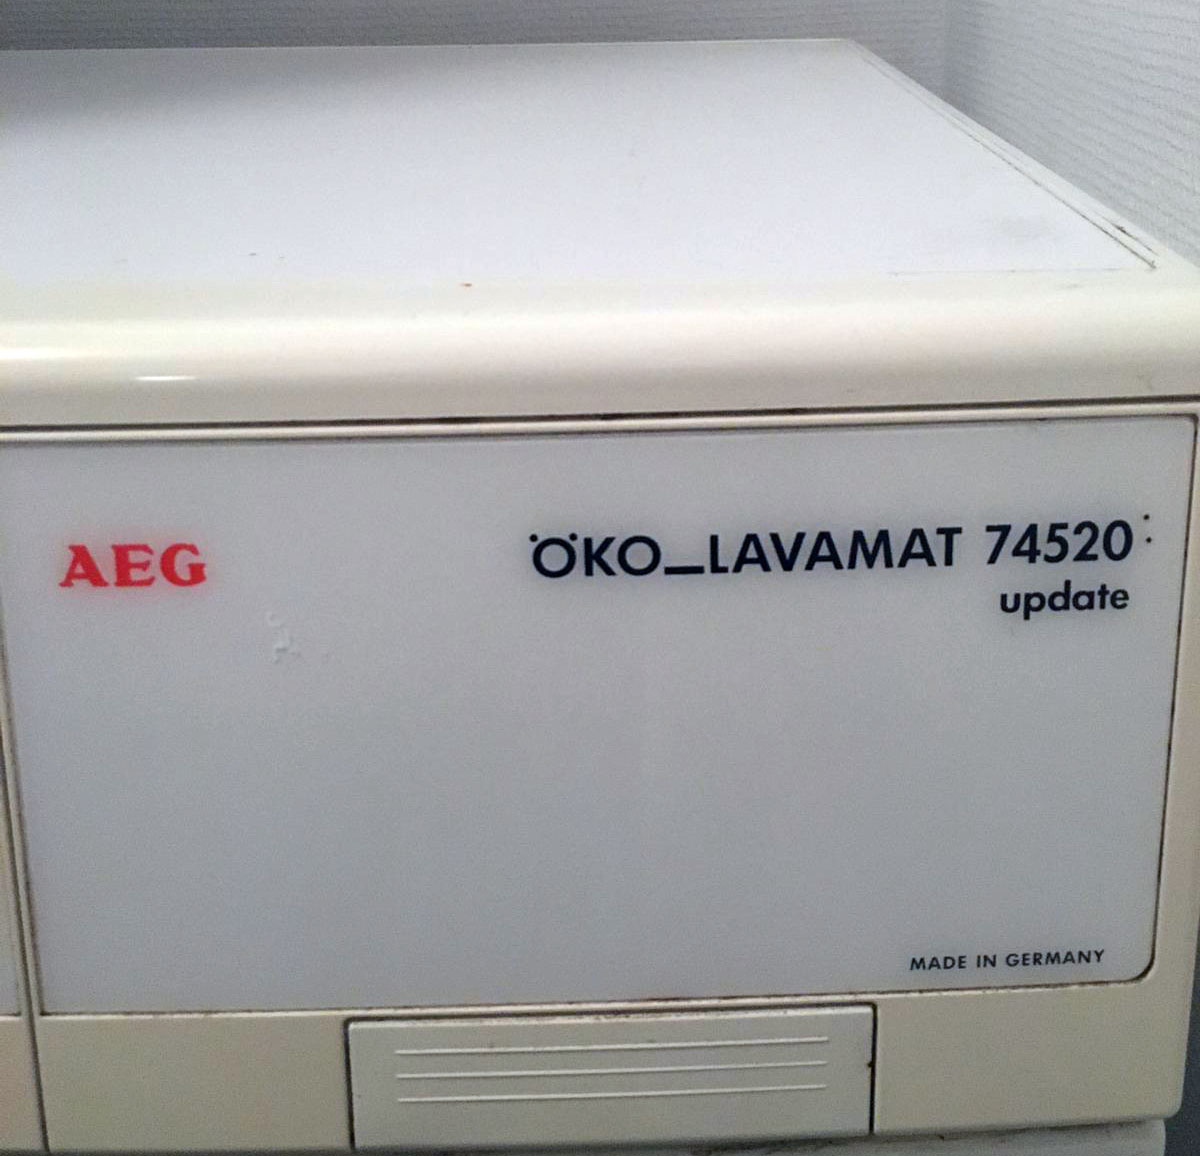 AEG
ÖKO_LAVAMAT 74520
update
MADE IN GERMANY